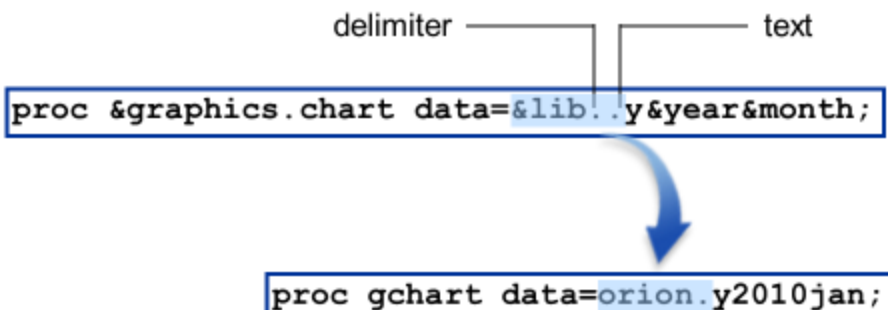 delimiter text
proc &graphics.chart data=&lib..y&year&month;
proc gchart data=orion.y2010jan;